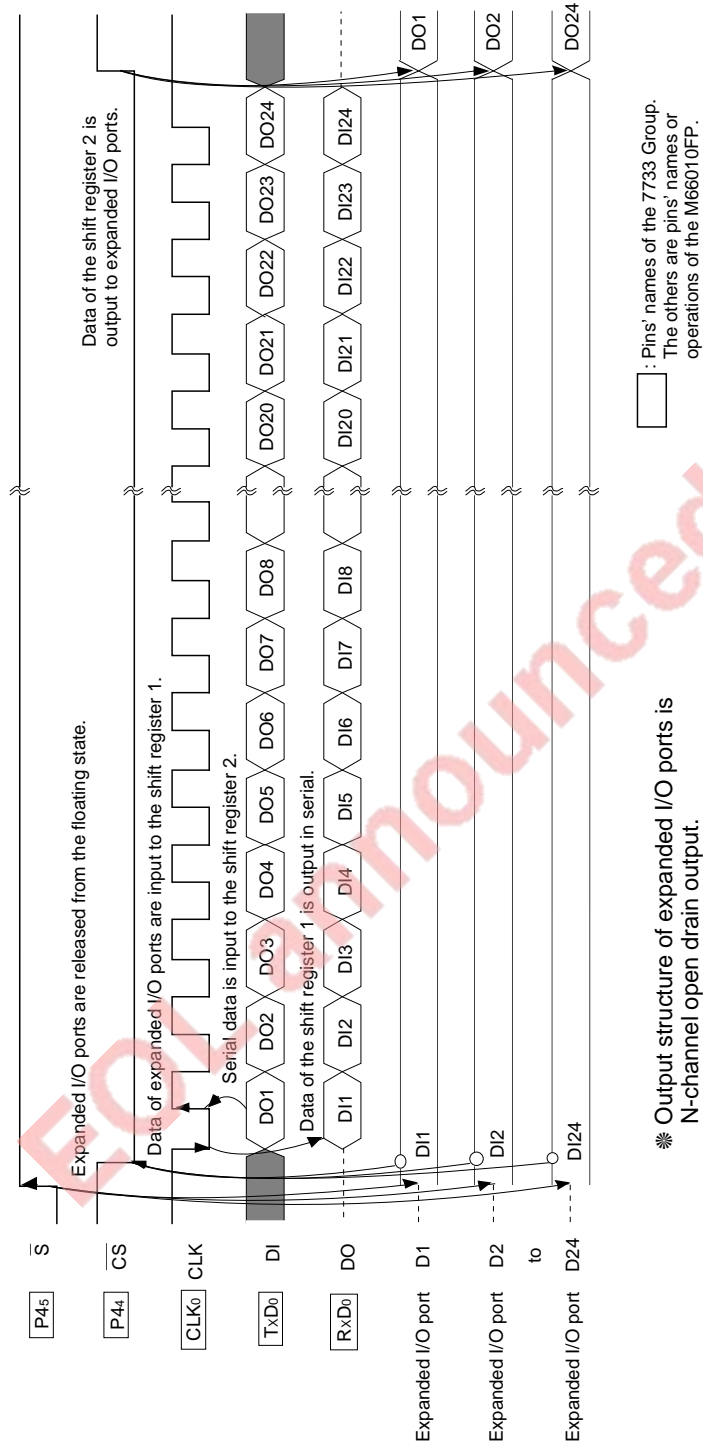 P45 S
Expanded I/O ports are released from the floating state.
P44 CS
Data of expanded I/O ports are input to the shift register 1.
Data of the shift register 2 is
output to expanded I/O ports.
CLK0 CLK
Serial data is input to the shift register 2.
TxD0 DI
DO1 DO2 DO3 DO4 DO5 DO6 DO7 DO8 DO20 DO21 DO22 DO23 DO24
Data of the shift register 1 is output in serial.
RxD0 DO
DI1 DI2 DI3 DI4 DI5 DI6 DI7 DI8 DI20 DI21 DI22 DI23 DI24
Expanded I/O port D1 DI1 DO1
Expanded I/O port D2 DI2 DO2
to
Expanded I/O port D24 DI24 DO24
※ Output structure of expanded I/O ports is
N-channel open drain output.
: Pins' names of the 7733 Group.
The others are pins' names or
operations of the M66010FP.
EOL announced